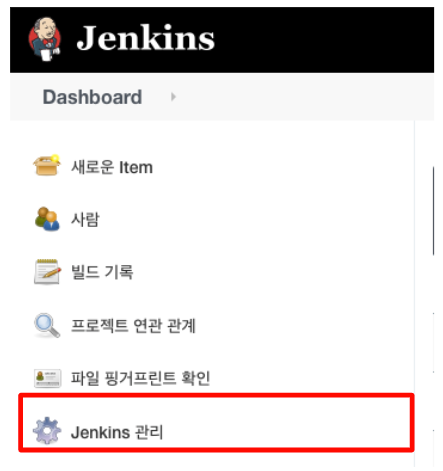 Jenkins
Dashboard
새로운 Item
사람
빌드 기록
프로젝트 연관 관계
파일 핑거프린트 확인
Jenkins 관리